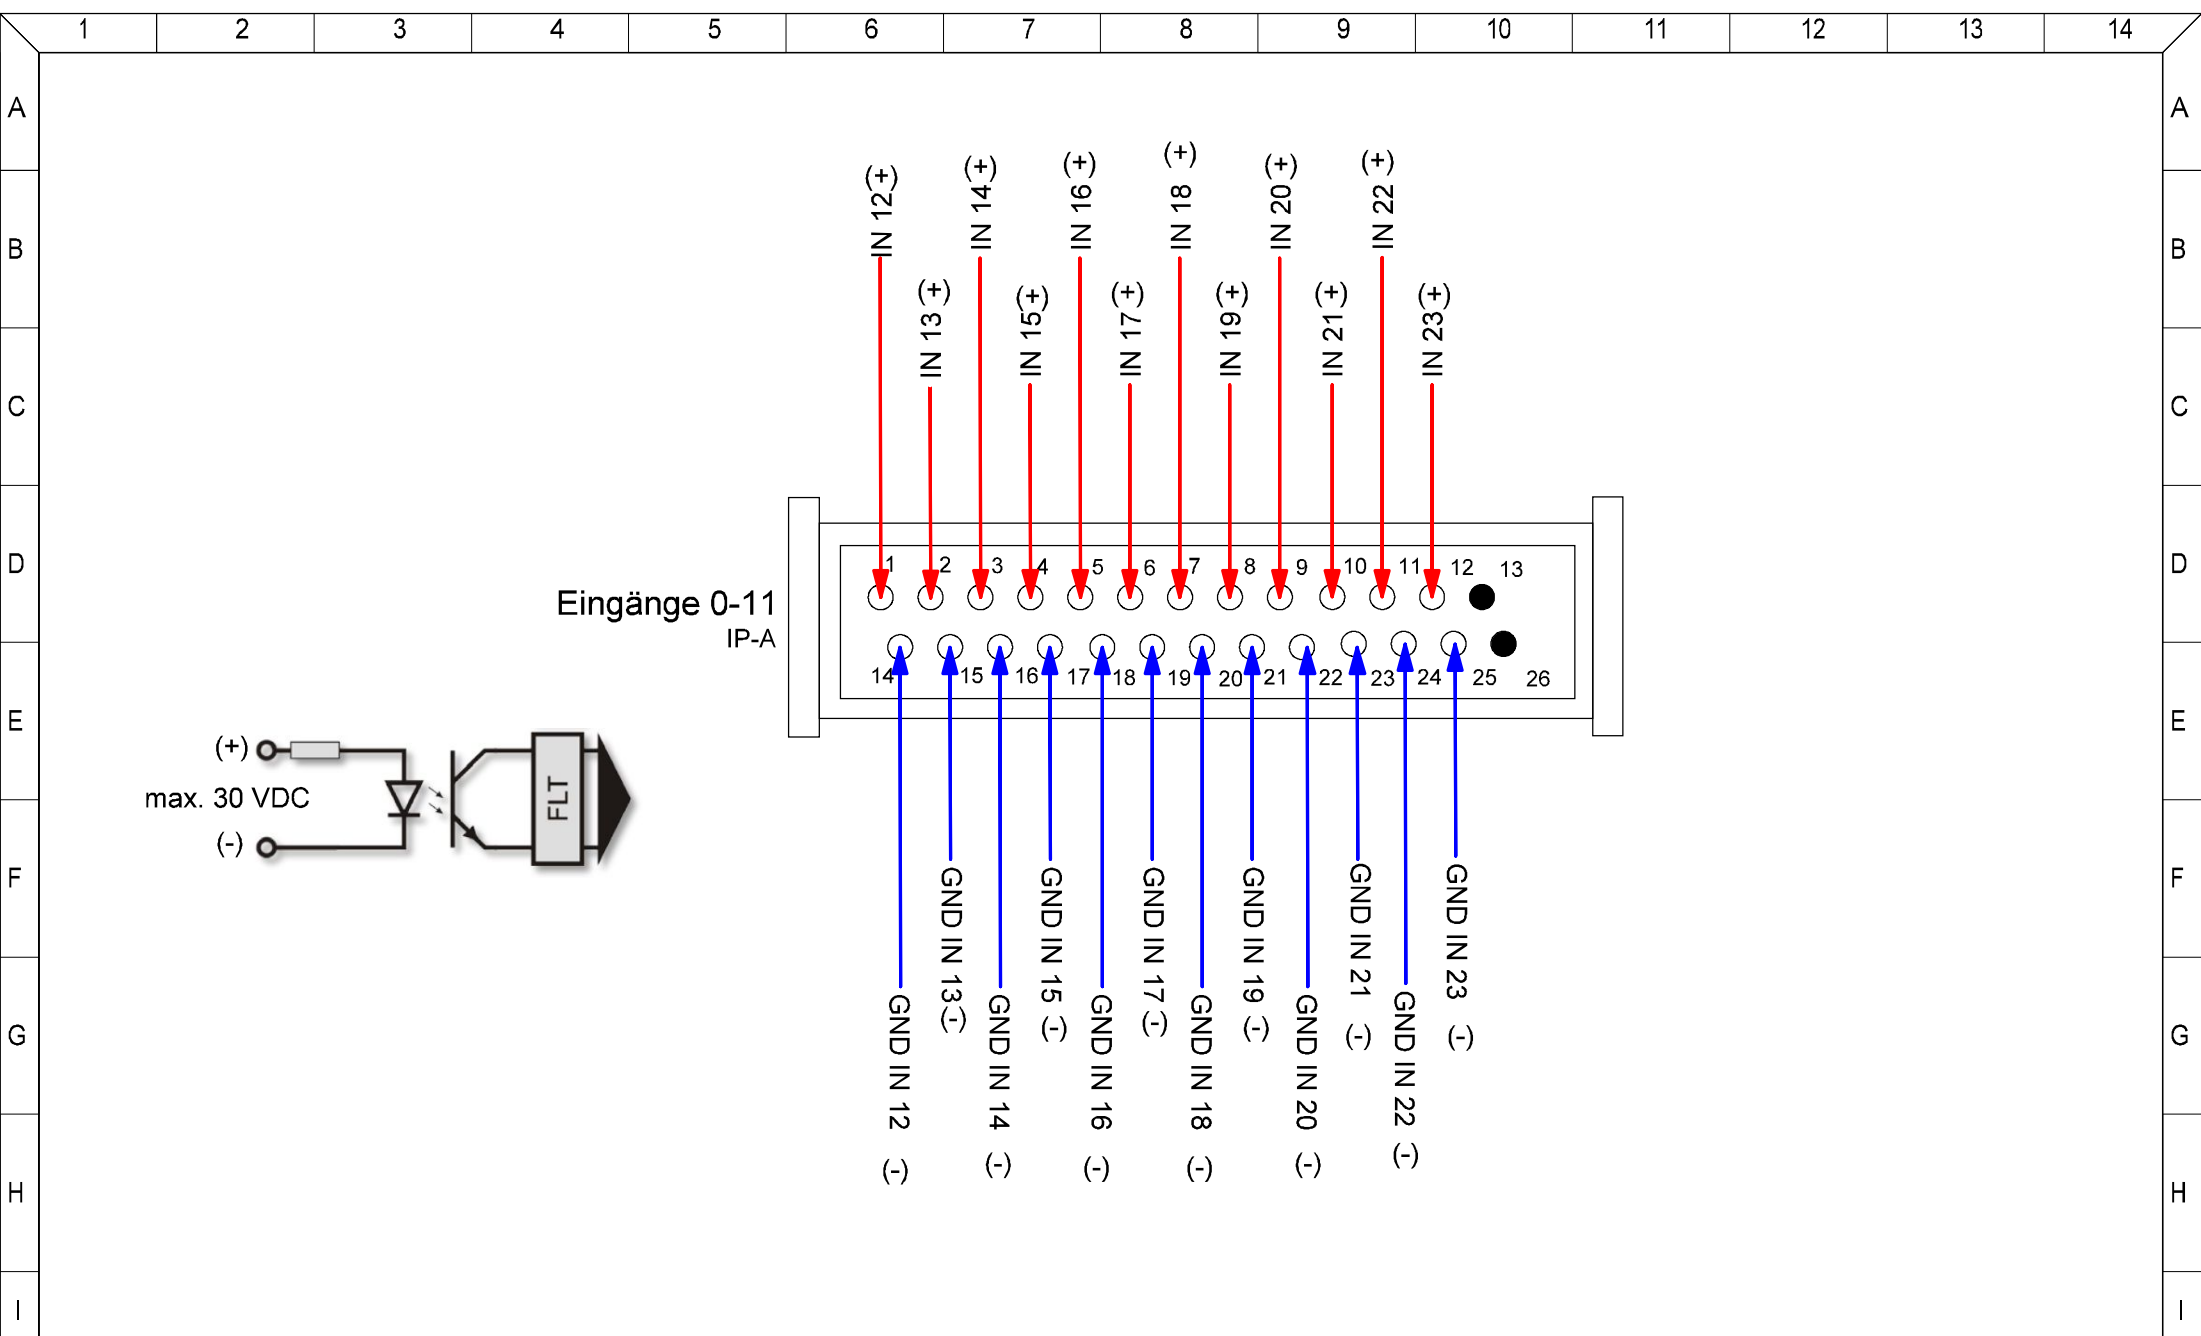 1 2 3 4 5 6 7 8 9 10 11 12 13 14
A A
B B
C C
D D
E E
F F
G G
H H
I I
IN 12(+)
IN 13(+)
IN 14(+)
IN 15(+)
IN 16(+)
IN 17(+)
IN 18 (+)
IN 19(+)
IN 20(+)
IN 21(+)
IN 22(+)
IN 23(+)
1 2 3 4 5 6 7 8 9 10 11 12 13
Eingänge 0-11
IP-A
14 15 16 17 18 19 20 21 22 23 24 25 26
(+)
max. 30 VDC
(-)
FLT
GND IN 12 (-)
GND IN 13(-)
GND IN 14 (-)
GND IN 15 (-)
GND IN 16 (-)
GND IN 17(-)
GND IN 18 (-)
GND IN 19 (-)
GND IN 20 (-)
GND IN 21 (-)
GND IN 22 (-)
GND IN 23 (-)